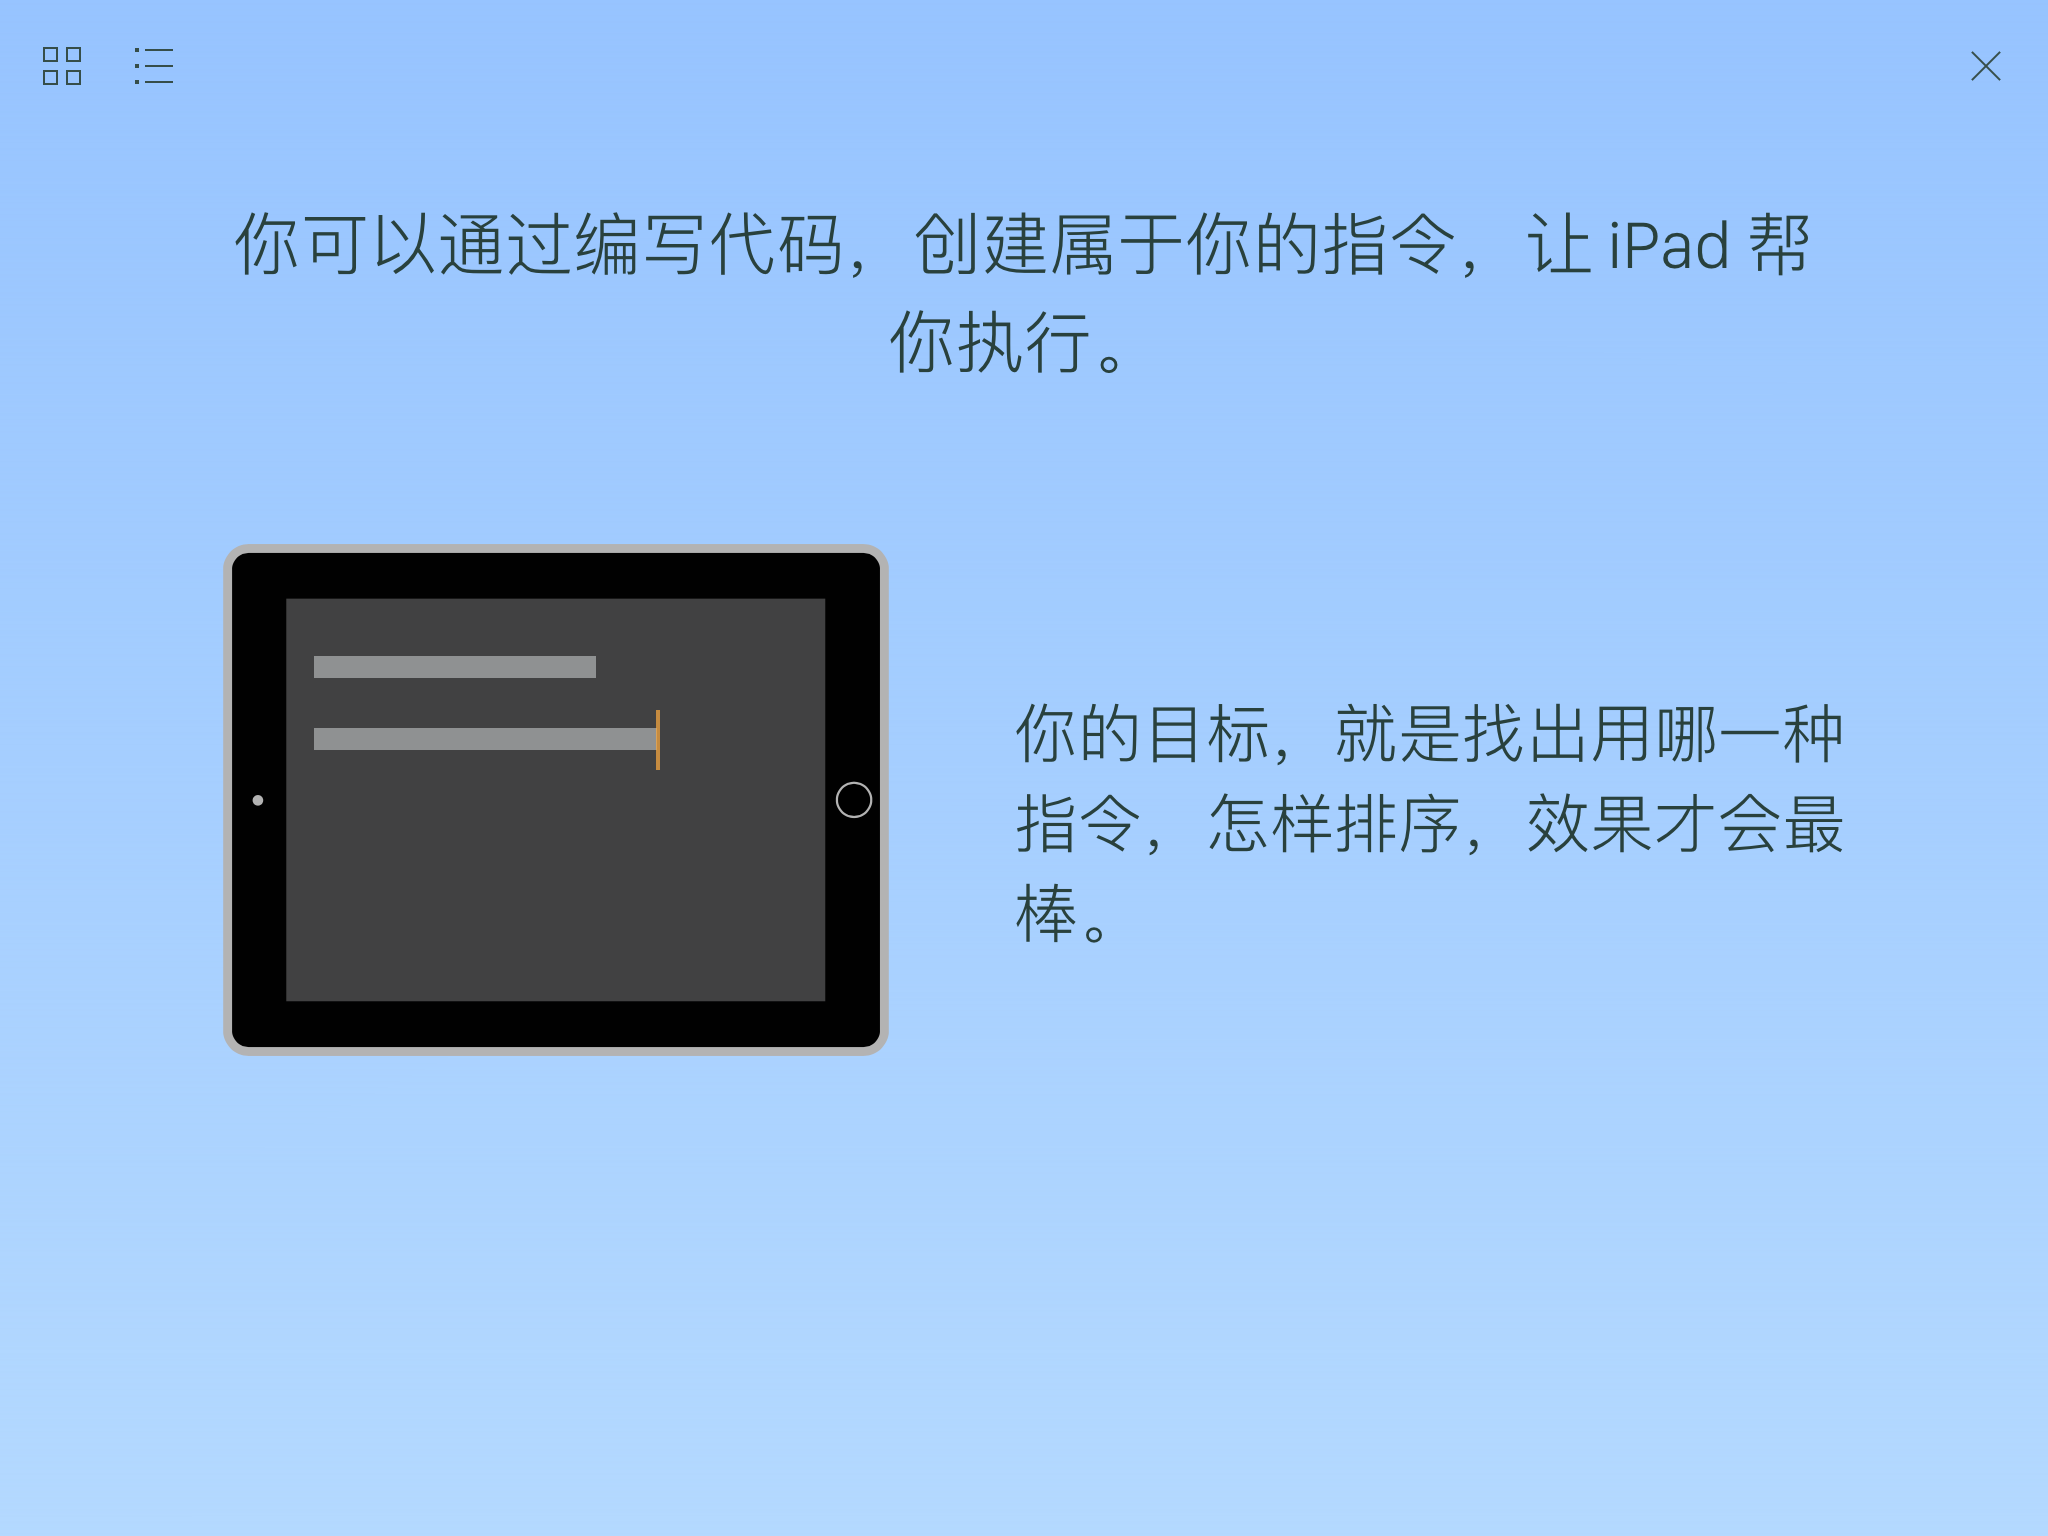 你可以通过编写代码，创建属于你的指令，让 iPad 帮
你执行。
你的目标，就是找出用哪一种
指令，怎样排序，效果才会最
棒。